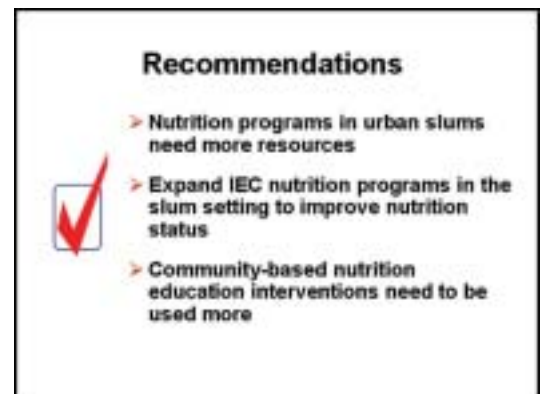 Recommendations
➢ Nutrition programs in urban slums
need more resources
➢ Expand IEC nutrition programs in the
slum setting to improve nutrition
status
➢ Community-based nutrition
education interventions need to be
used more